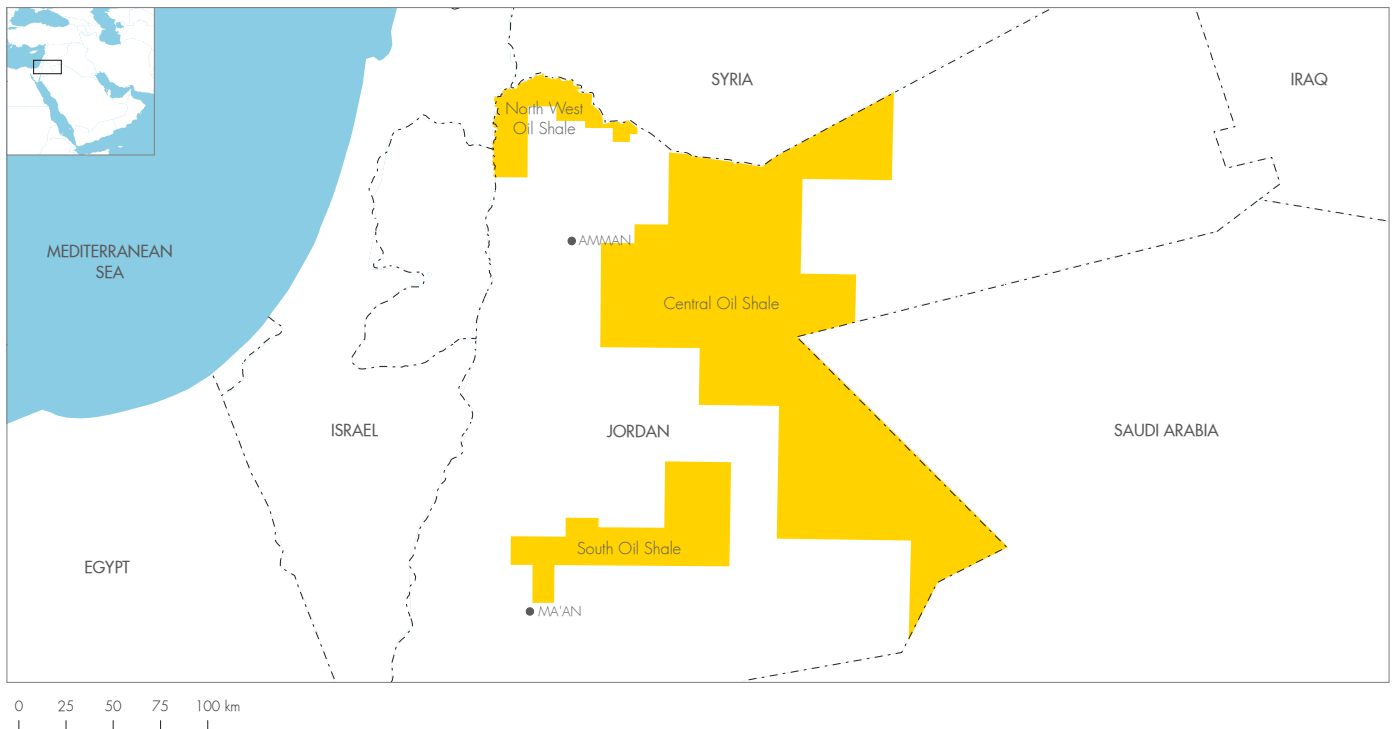 SYRIA
IRAQ
North West
Oil Shale
AMMAN
MEDITERRANEAN
SEA
Central Oil Shale
ISRAEL
JORDAN
SAUDI ARABIA
South Oil Shale
EGYPT
MA'AN
0 25 50 75 100 km